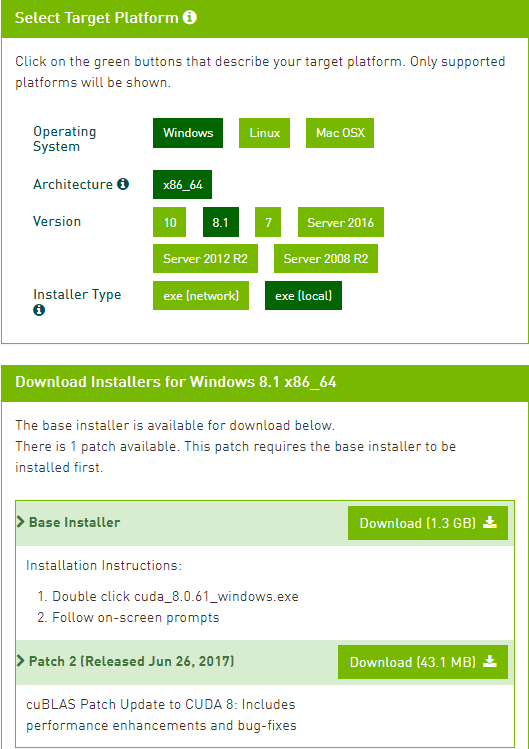 Select Target Platform
Click on the green buttons that describe your target platform. Only supported
platforms will be shown.
Operating
System
Windows
Linux
Mac OSX
Architecture
x86_64
Version
10
8.1
7
Server 2016
Server 2012 R2
Server 2008 R2
Installer Type
exe (network)
exe (local)
Download Installers for Windows 8.1 x86_64
The base installer is available for download below.
There is 1 patch available. This patch requires the base installer to be
installed first.
Base Installer
Download (1.3 GB)
Installation Instructions:
1. Double click cuda_8.0.61_windows.exe
2. Follow on-screen prompts
Patch 2 (Released Jun 26, 2017)
Download (43.1 MB)
cuBLAS Patch Update to CUDA 8: Includes
performance enhancements and bug-fixes